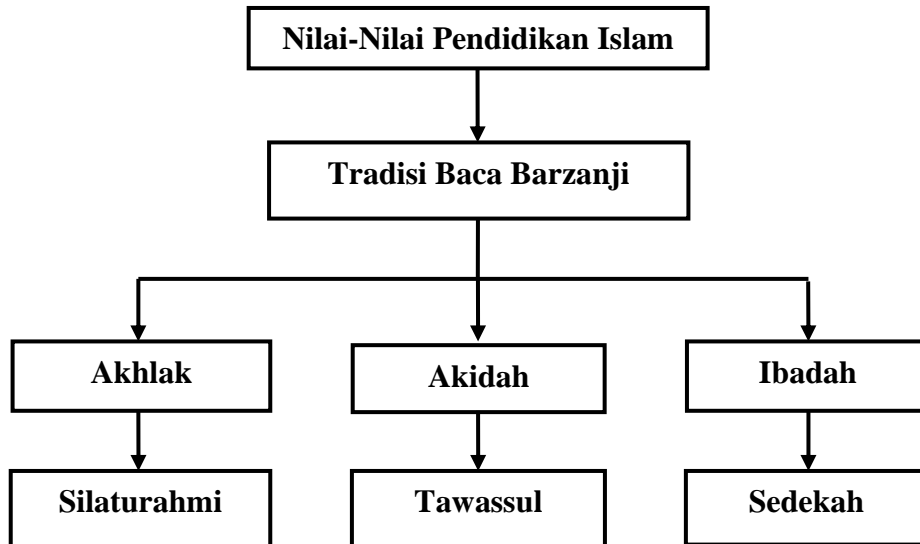 Nilai-Nilai Pendidikan Islam
Tradisi Baca Barzanji
Akhlak
Akidah
Ibadah
Silaturahmi
Tawassul
Sedekah